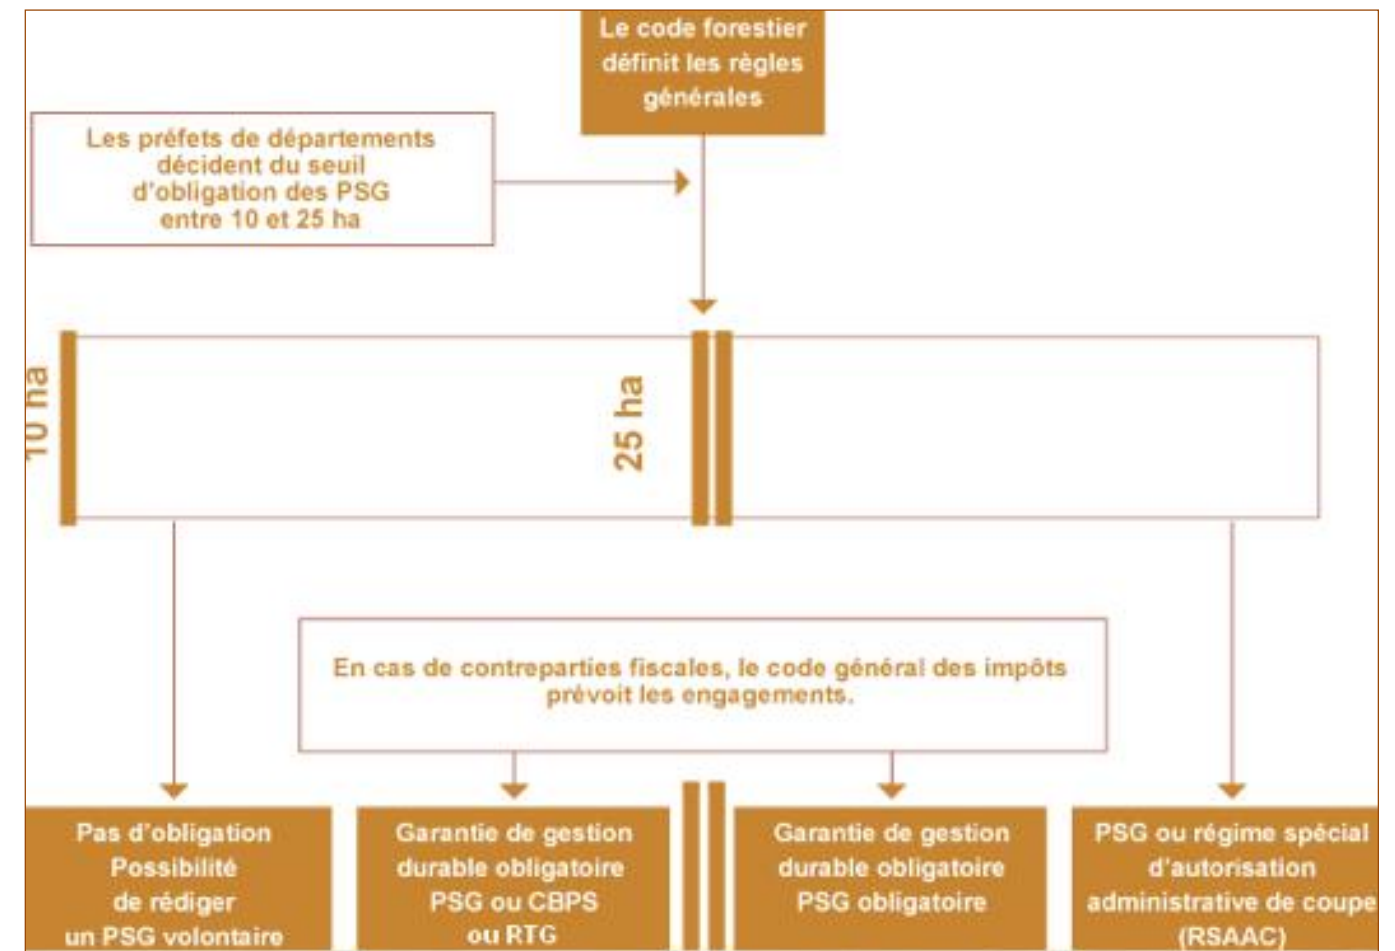 Le code forestier
définit les règles
générales
Les préfets de départements
décident du seuil
d'obligation des PSG
entre 10 et 25 ha
10 ha
25 ha
En cas de contreparties fiscales, le code général des impôts
prévoit les engagements.
Pas d'obligation
Possibilité
de rédiger
un PSG volontaire
Garantie de gestion
durable obligatoire
PSG ou CBPS
ou RTG
Garantie de gestion
durable obligatoire
PSG obligatoire
PSG ou régime spécial
d'autorisation
administrative de coupe
(RSAAC)